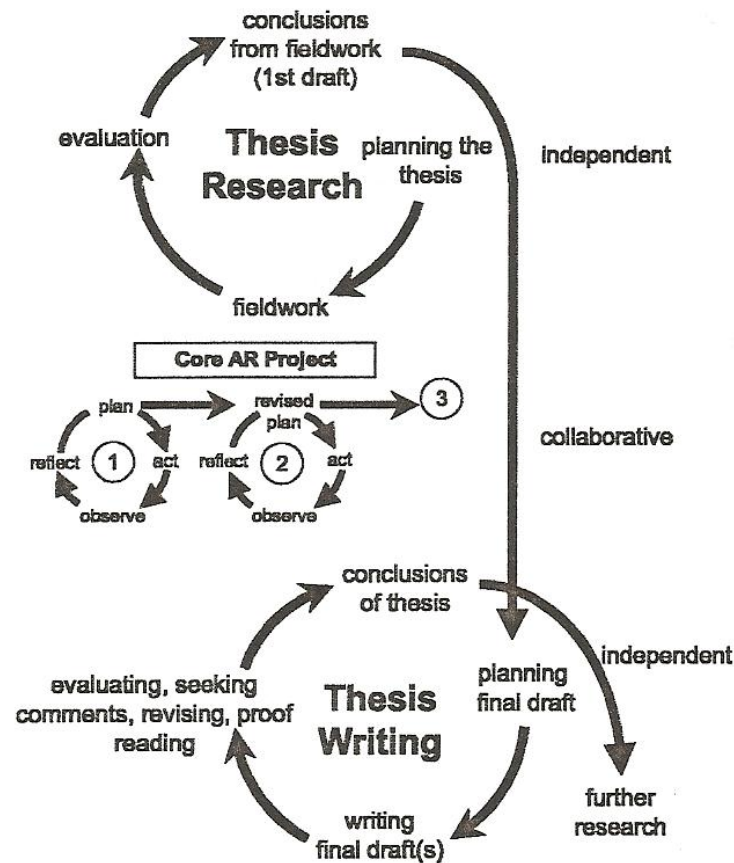 conclusions
from fieldwork
(1st draft)
evaluation
Thesis
Research
planning the
thesis
independent
fieldwork
Core AR Project
plan
revised
plan
3
collaborative
reflect
1
act
reflect
2
act
observe
observe
conclusions
of thesis
independent
evaluating, seeking
comments, revising, proof
reading
Thesis
Writing
planning
final draft
writing
final draft(s)
further
research